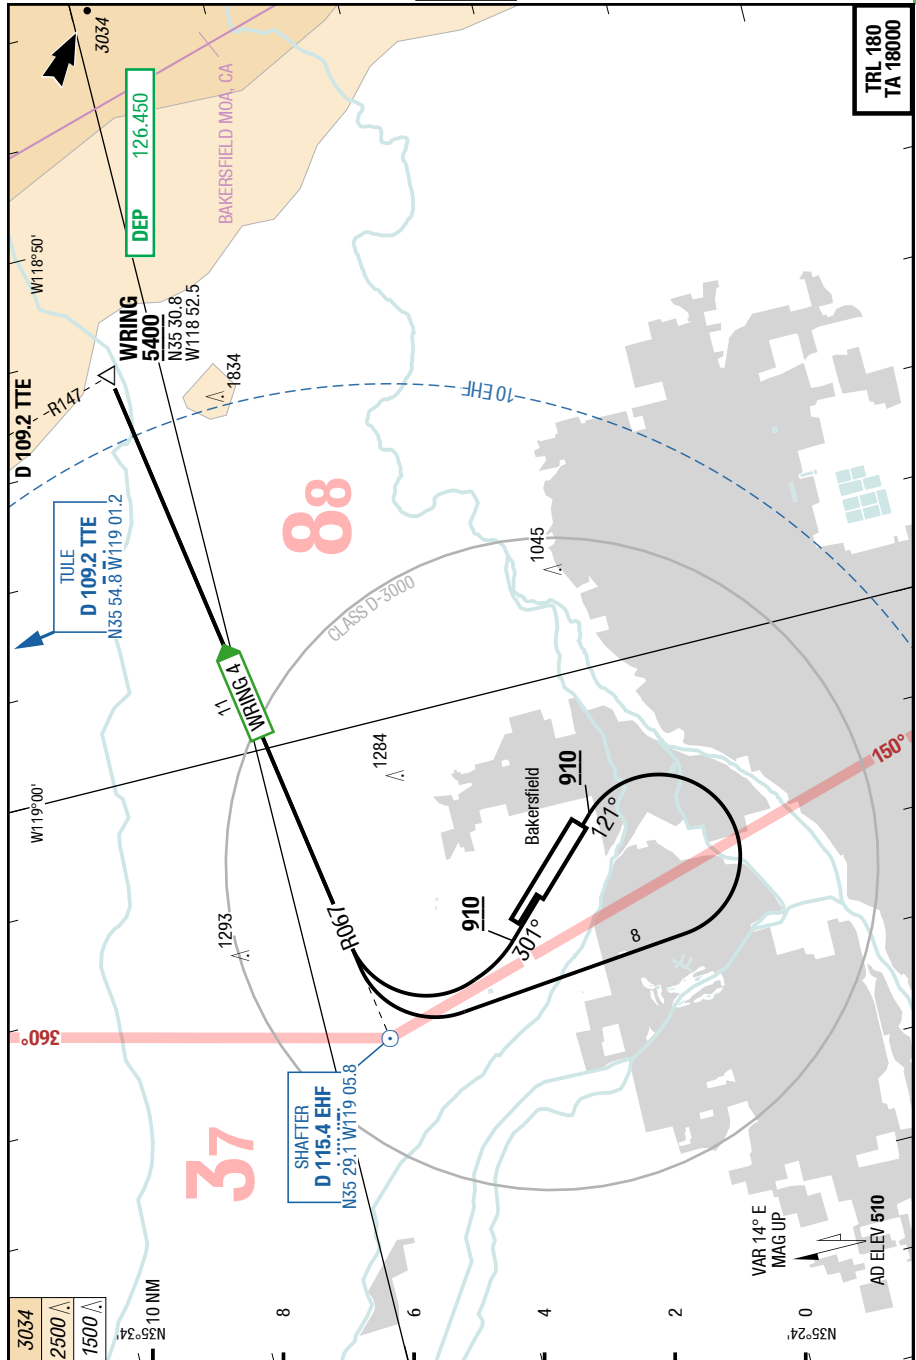 3034
TRL 180
TA 18000
DEP 126.450
BAKERSFIELD MOA, CA
W118°50'
WRING
5400
N35 30.8
W118 52.5
R147
D 109.2 TTE
1834
10 EHF
TULE
D 109.2 TTE
N35 54.8 W119 01.2
88
1045
CLASS D-3000
11
WRING 4
1284
W119°00'
150°
Bakersfield
910
121°
910
301°
R067
1293
8
360°
SHAFTER
D 115.4 EHF
N35 29.1 W119 05.8
37
VAR 14° E
MAG UP
AD ELEV 510
3034
2500
1500
N35°34'
10 NM
8
6
4
2
0
N35°24'